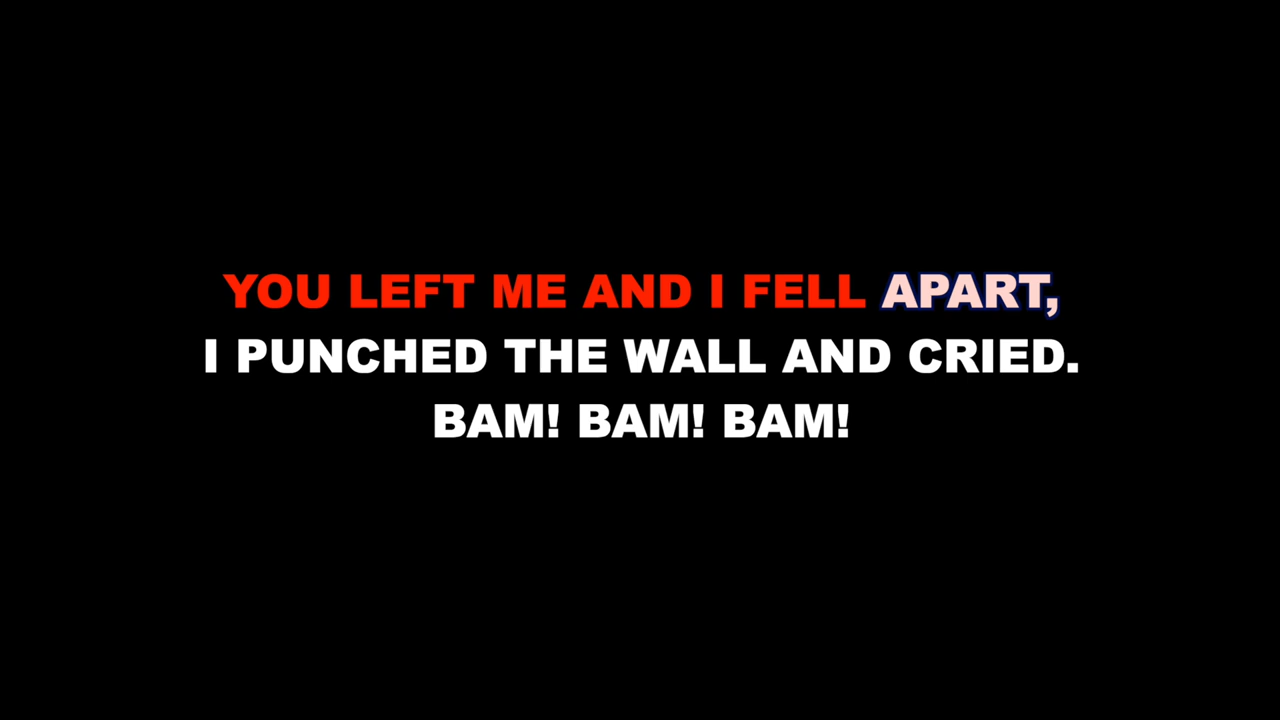 YOU LEFT ME AND I FELL APART,
I PUNCHED THE WALL AND CRIED.
BAM! BAM! BAM!